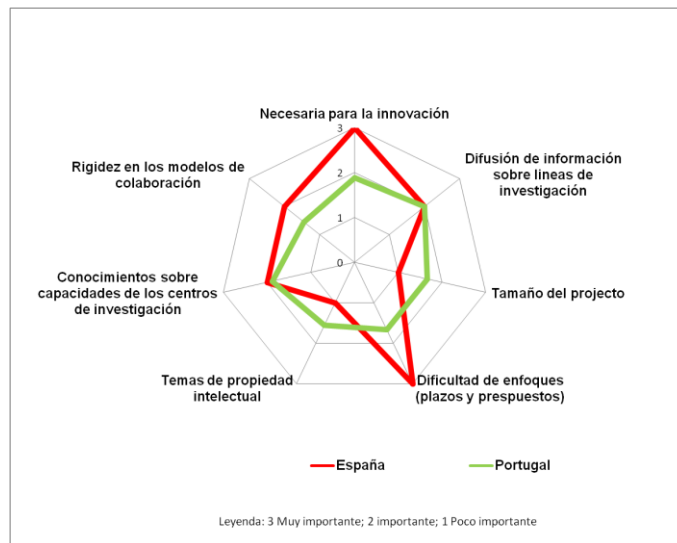 Necesaria para la innovación
3
Rigidez en los modelos de
colaboración
Difusión de información
sobre lineas de
investigación
2
1
0
Conocimientos sobre
capacidades de los centros
de investigación
Tamaño del projecto
Temas de propiedad
intelectual
Dificultad de enfoques
(plazos y prespuestos)
España
Portugal
Leyenda: 3 Muy importante; 2 importante; 1 Poco importante